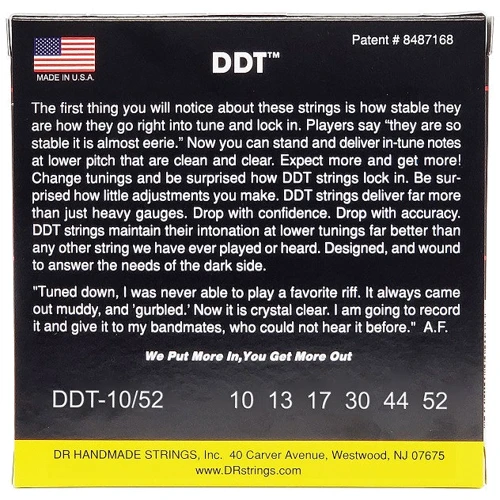 Patent # 8487168
MADE IN U.S.A.
DDT™
The first thing you will notice about these strings is how stable they
are how they go right into tune and lock in. Players say "they are so
stable it is almost eerie." Now you can stand and deliver in-tune notes
at lower pitch that are clean and clear. Expect more and get more!
Change tunings and be surprised how DDT strings lock in. Be sur-
prised how little adjustments you make. DDT strings deliver far more
than just heavy gauges. Drop with confidence. Drop with accuracy.
DDT strings maintain their intonation at lower tunings far better than
any other string we have ever played or heard. Designed, and wound
to answer the needs of the dark side.
"Tuned down, I was never able to play a favorite riff. It always came
out muddy, and 'gurbled.' Now it is crystal clear. I am going to record
it and give it to my bandmates, who could not hear it before." A.F.
We Put More In,You Get More Out
DDT-10/52 10 13 17 30 44 52
DR HANDMADE STRINGS, Inc. 40 Carver Avenue, Westwood, NJ 07675
www.DRstrings.com